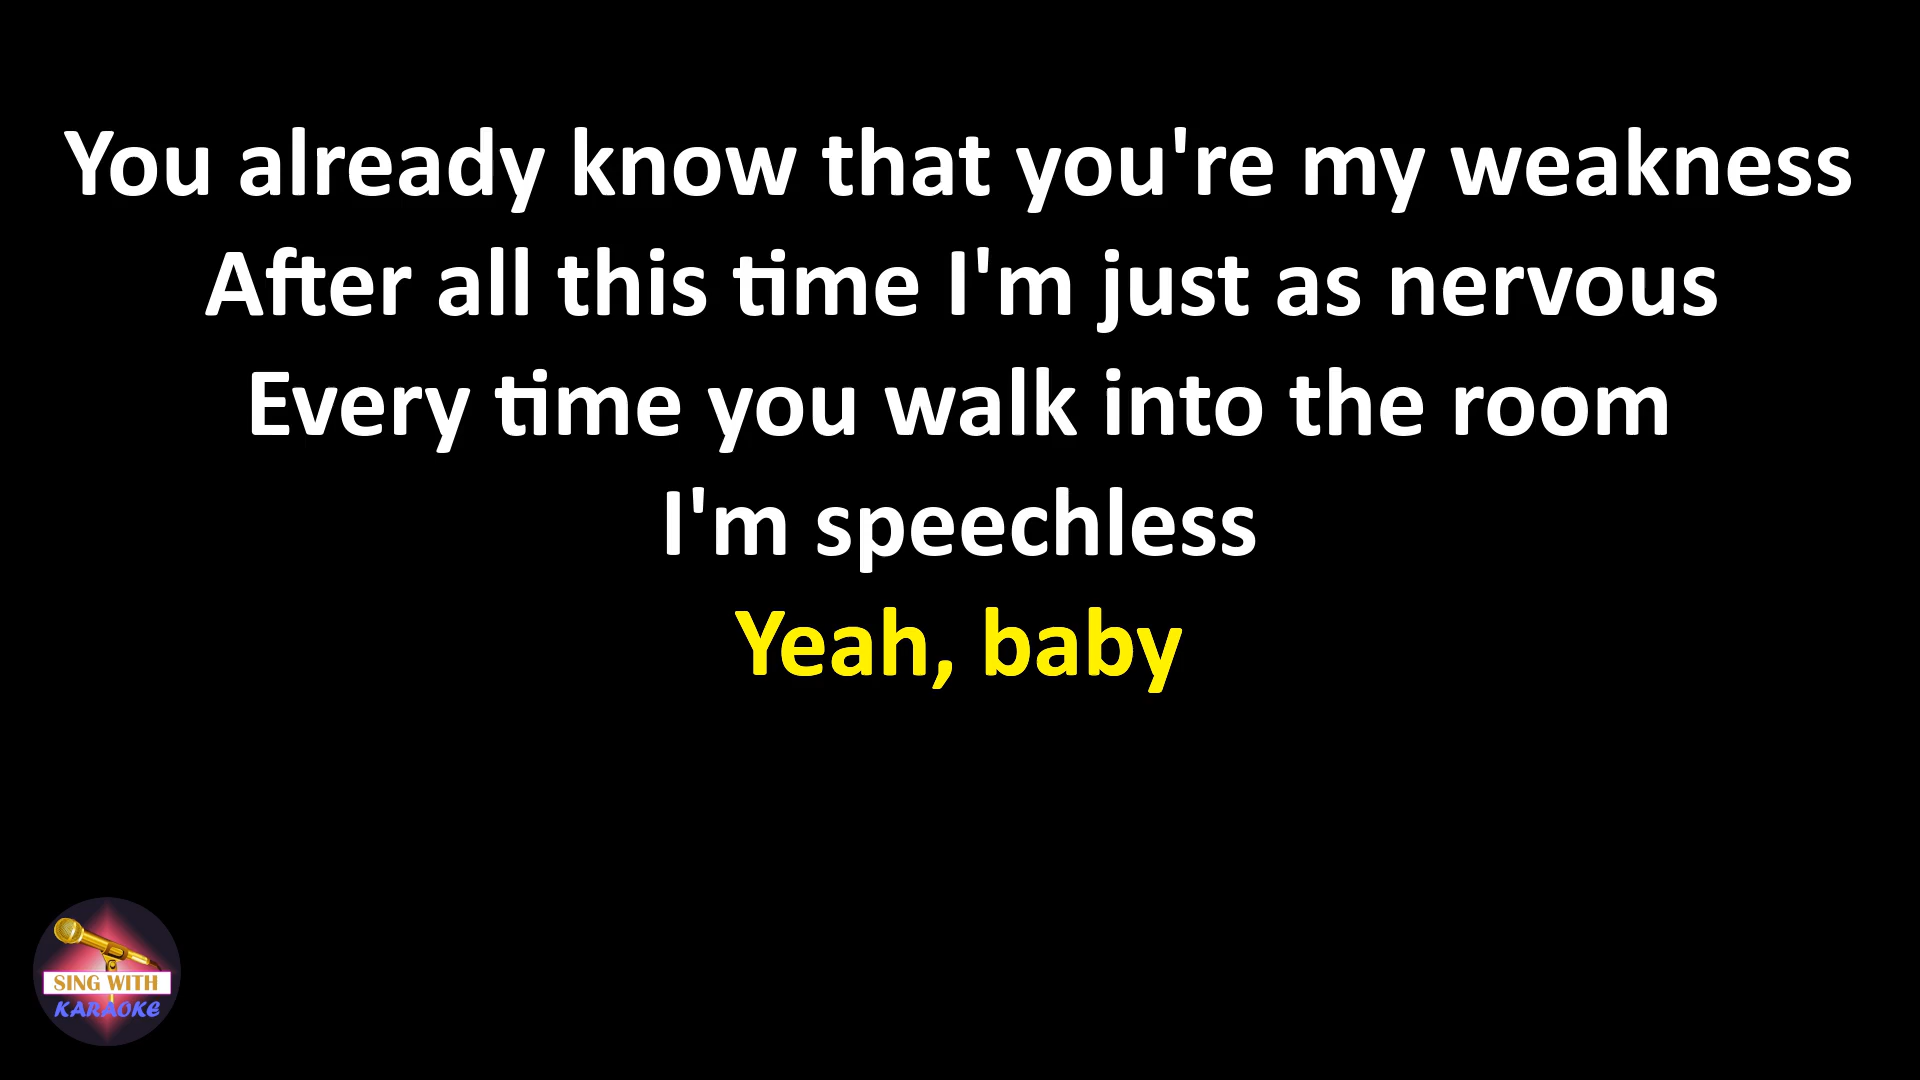 You already know that you're my weakness
After all this time I'm just as nervous
Every time you walk into the room
I'm speechless
Yeah, baby
SING WITH
KARAOKE